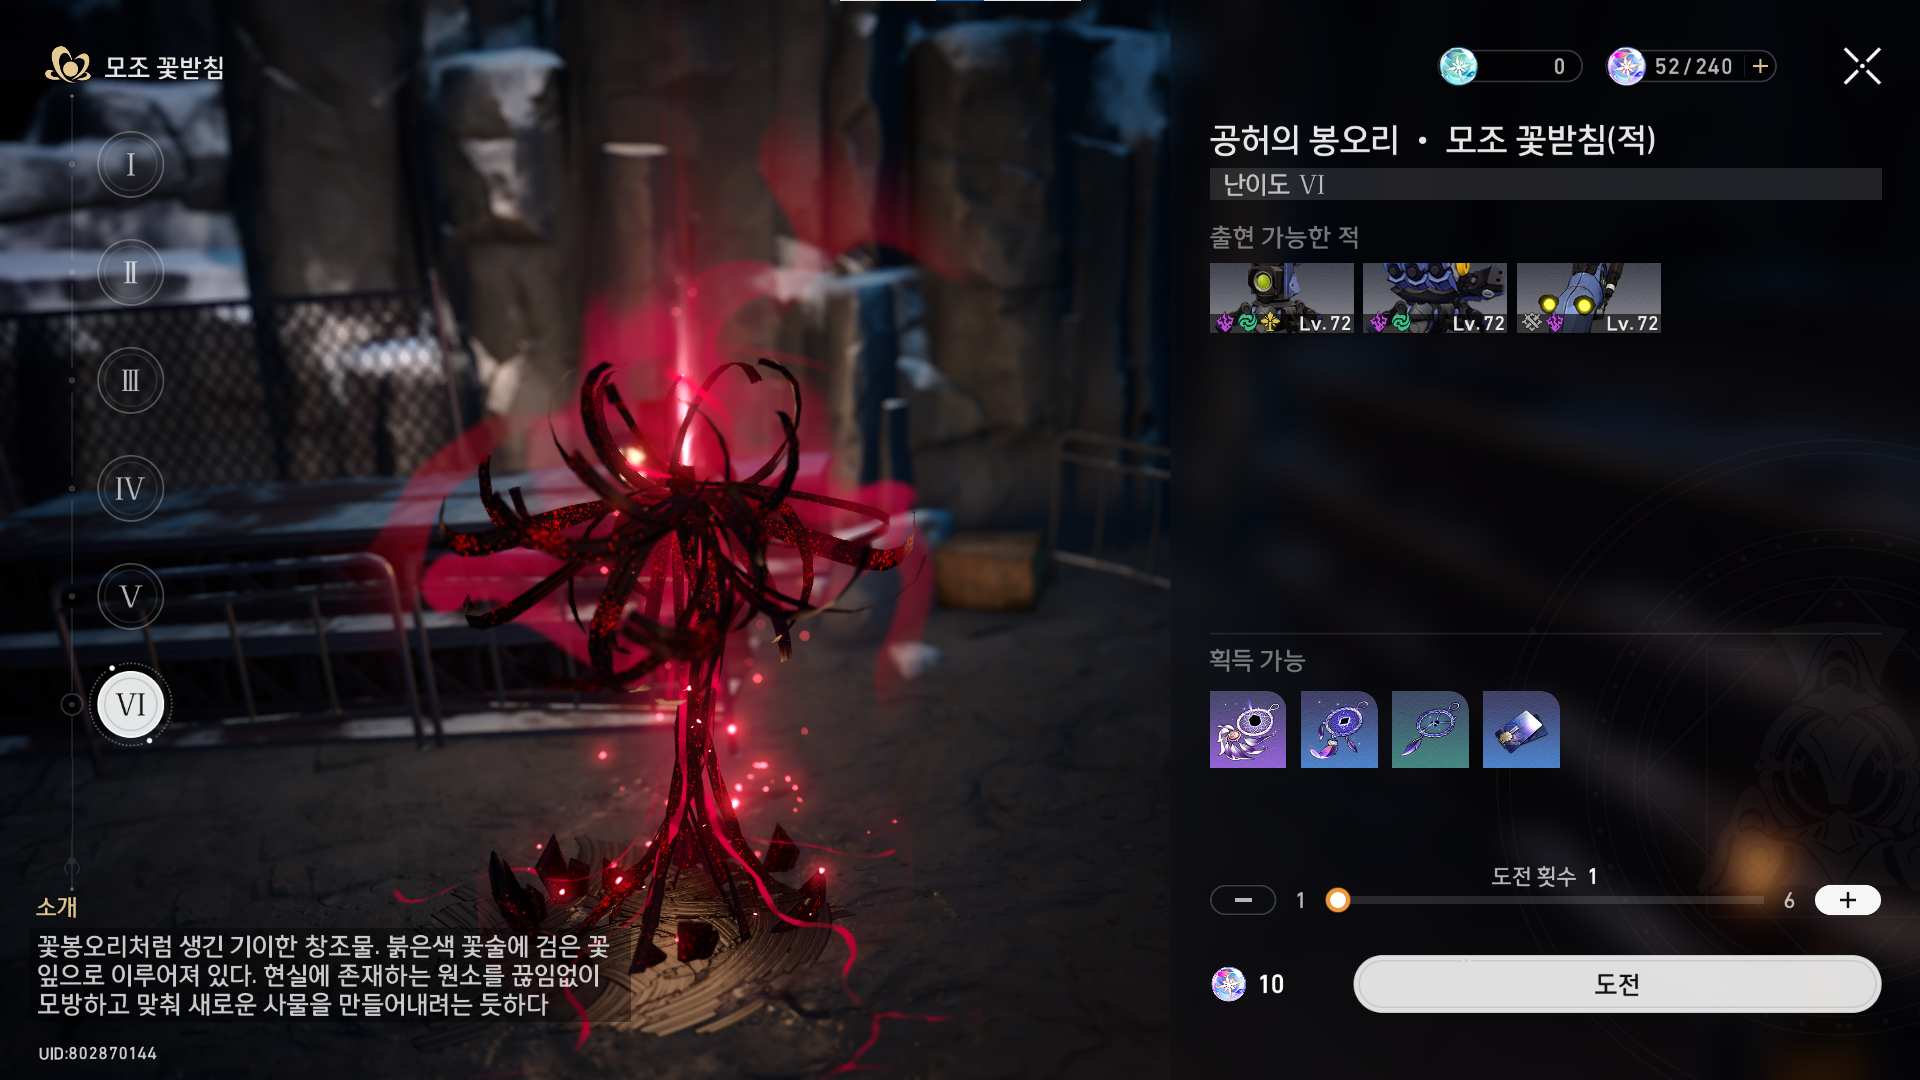 모조 꽃받침
I
II
III
IV
V
VI
소개
꽃봉오리처럼 생긴 기이한 창조물. 붉은색 꽃술에 검은 꽃
잎으로 이루어져 있다. 현실에 존재하는 원소를 끊임없이
모방하고 맞춰 새로운 사물을 만들어내려는 듯하다
UID:802870144
0
52/240
공허의 봉오리 • 모조 꽃받침(적)
난이도 VI
출현 가능한 적
Lv.72 Lv.72 Lv.72
획득 가능
도전 횟수 1
1 6
10
도전